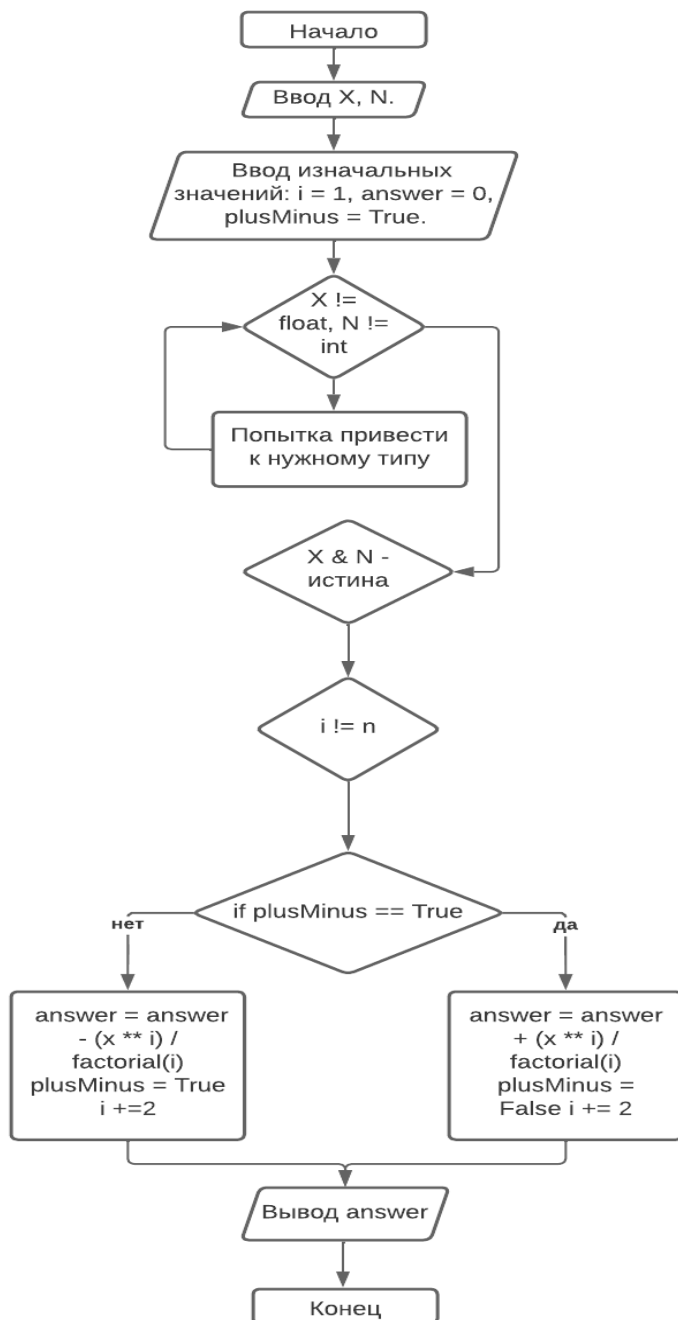 Начало
Ввод X, N.
Ввод изначальных
значений: i = 1, answer = 0,
plusMinus = True.
X !=
float, N !=
int
Попытка привести
к нужному типу
X & N -
истина
i != n
if plusMinus == True
нет
да
answer = answer
- (x ** i) /
factorial(i)
plusMinus = True
i +=2
answer = answer
+ (x ** i) /
factorial(i)
plusMinus =
False i += 2
Вывод answer
Конец